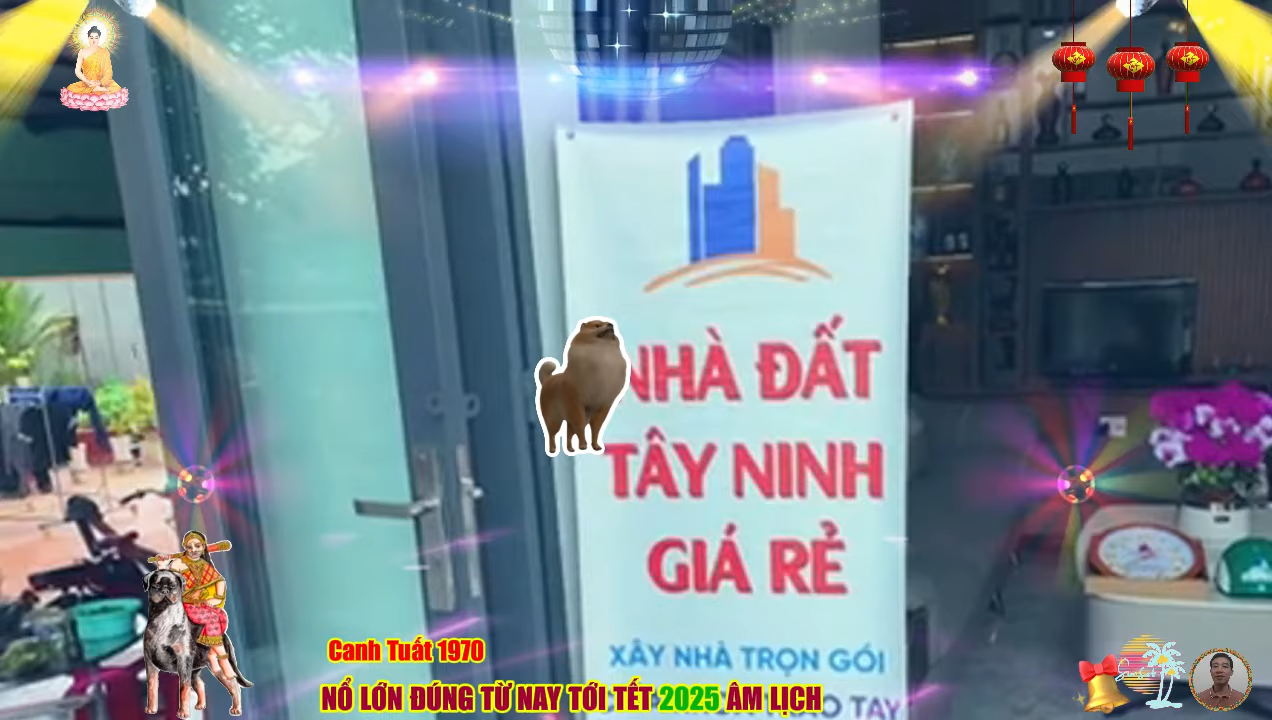 NHÀ ĐẤT
TÂY NINH
GIÁ RẺ
XÂY NHÀ TRỌN GÓI
TAY
Canh Tuất 1970
NỔ LỚN ĐÚNG TỪ NAY TỚI TẾT 2025 ÂM LỊCH